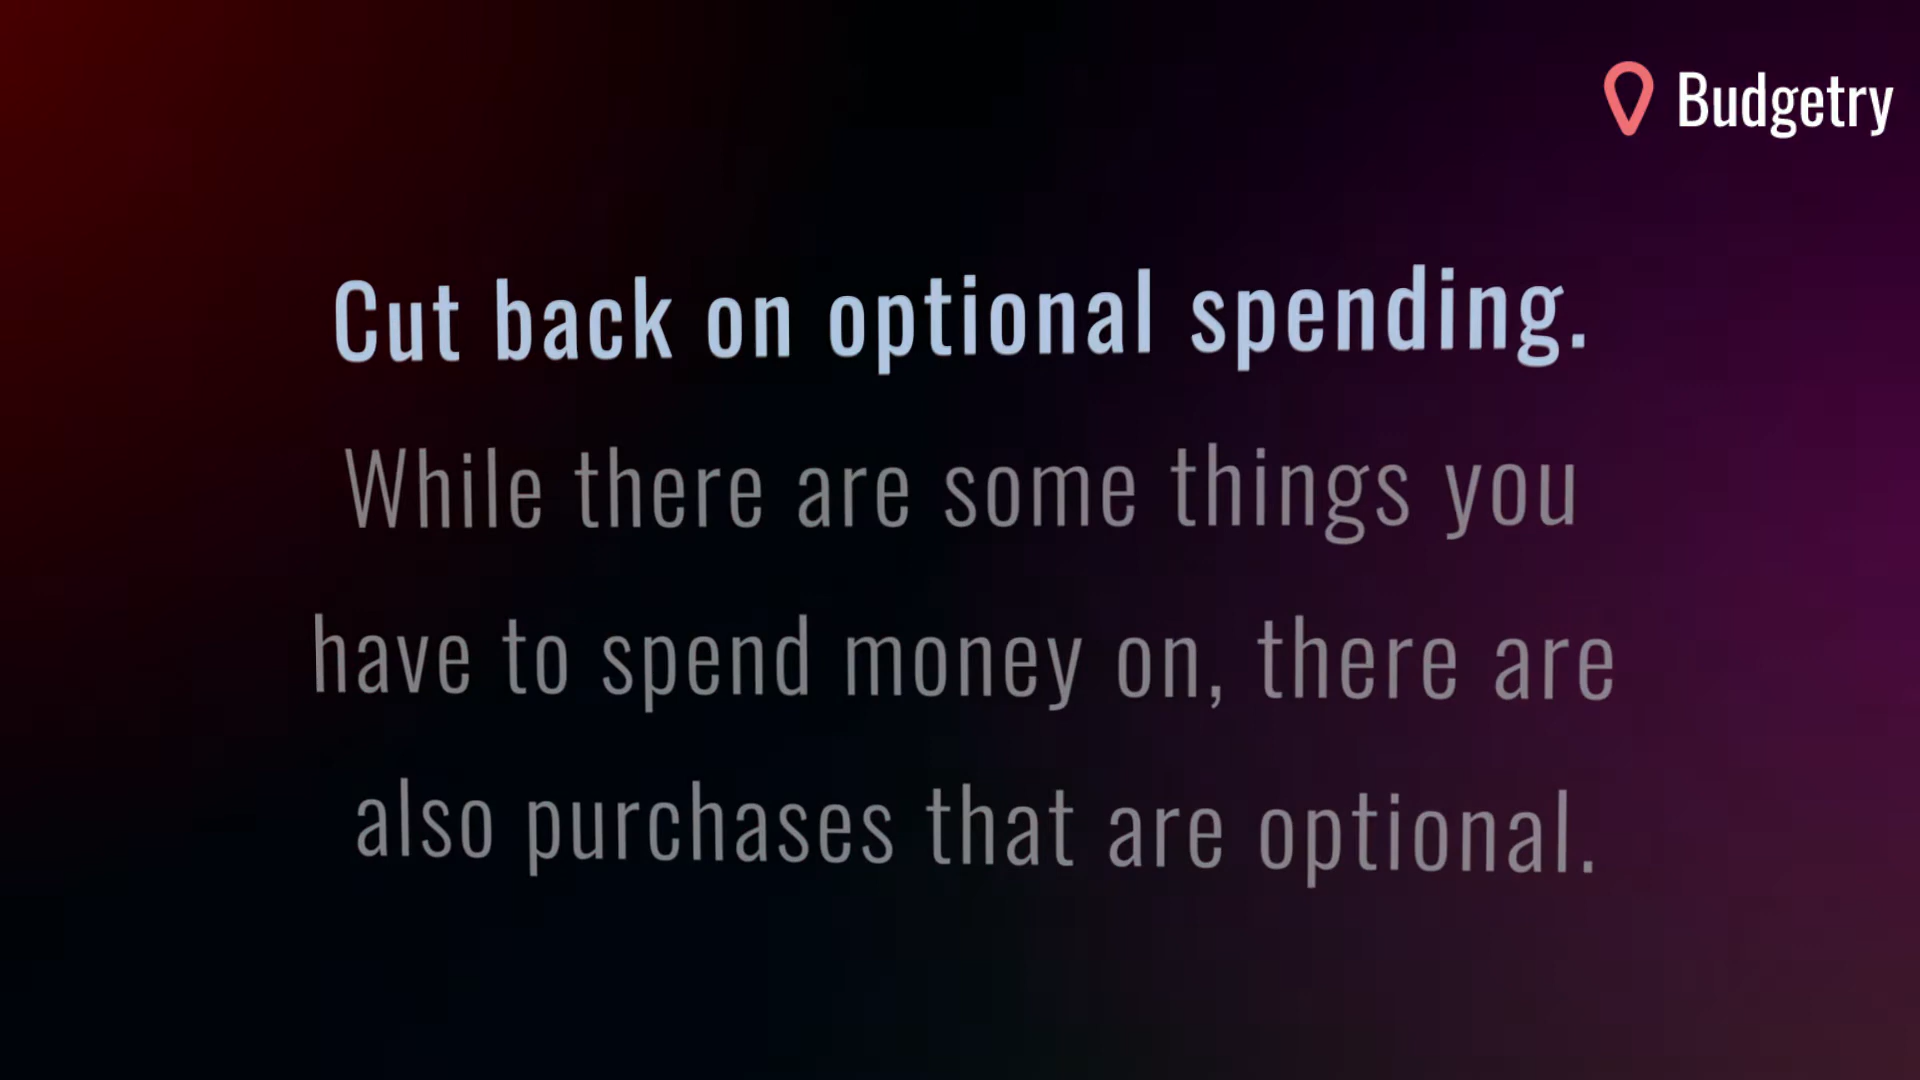 Budgetry
Cut back on optional spending.
While there are some things you
have to spend money on, there are
also purchases that are optional.